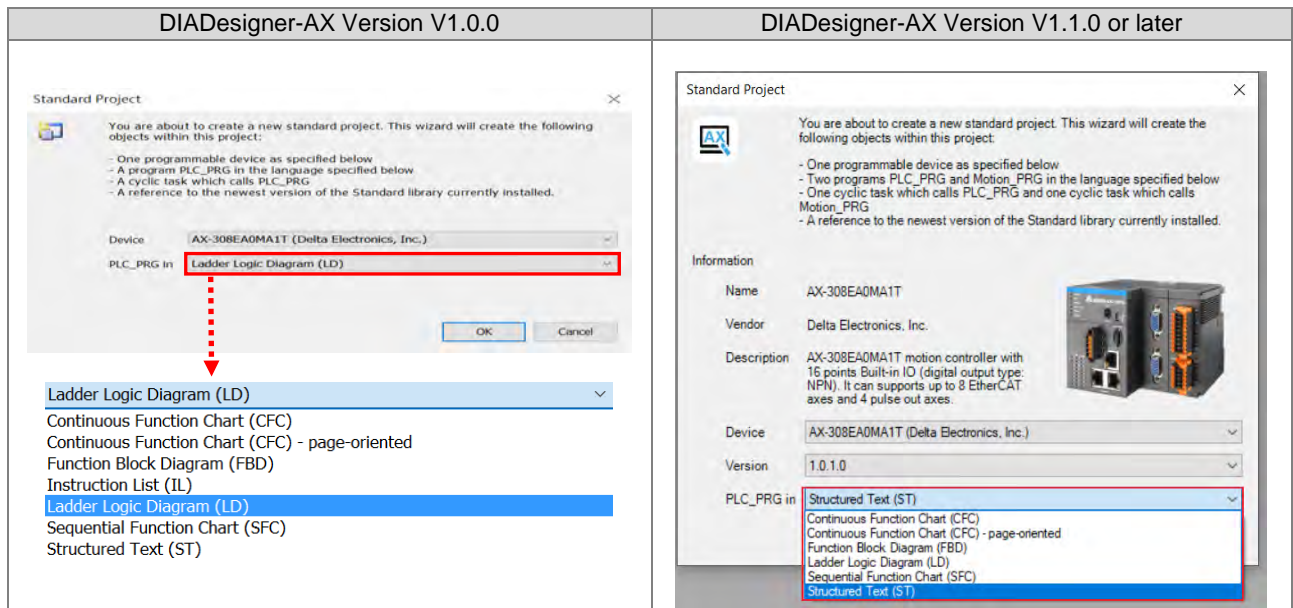 DIADesigner-AX Version V1.0.0
Standard Project
You are about to create a new standard project. This wizard will create the following
objects within this project:
- One programmable device as specified below
- A program PLC_PRG in the language specified below
- A cyclic task which calls PLC_PRG
- A reference to the newest version of the Standard library currently installed.
Device AX-308EA0MA1T (Delta Electronics, Inc.)
PLC_PRG in Ladder Logic Diagram (LD)
OK Cancel
Ladder Logic Diagram (LD)
Continuous Function Chart (CFC)
Continuous Function Chart (CFC) - page-oriented
Function Block Diagram (FBD)
Instruction List (IL)
Ladder Logic Diagram (LD)
Sequential Function Chart (SFC)
Structured Text (ST)
DIADesigner-AX Version V1.1.0 or later
Standard Project
AX
You are about to create a new standard project. This wizard will create the
following objects within this project:
- One programmable device as specified below
- Two programs PLC_PRG and Motion_PRG in the language specified below
- One cyclic task which calls PLC_PRG and one cyclic task which calls
Motion_PRG
- A reference to the newest version of the Standard library currently installed.
Information
Name AX-308EA0MA1T
Vendor Delta Electronics, Inc.
Description AX-308EA0MA1T motion controller with
16 points Built-in IO (digital output type:
NPN). It can supports up to 8 EtherCAT
axes and 4 pulse out axes.
Device AX-308EA0MA1T (Delta Electronics, Inc.)
Version 1.0.1.0
PLC_PRG in Structured Text (ST)
Continuous Function Chart (CFC)
Continuous Function Chart (CFC) - page-oriented
Function Block Diagram (FBD)
Ladder Logic Diagram (LD)
Sequential Function Chart (SFC)
Structured Text (ST)